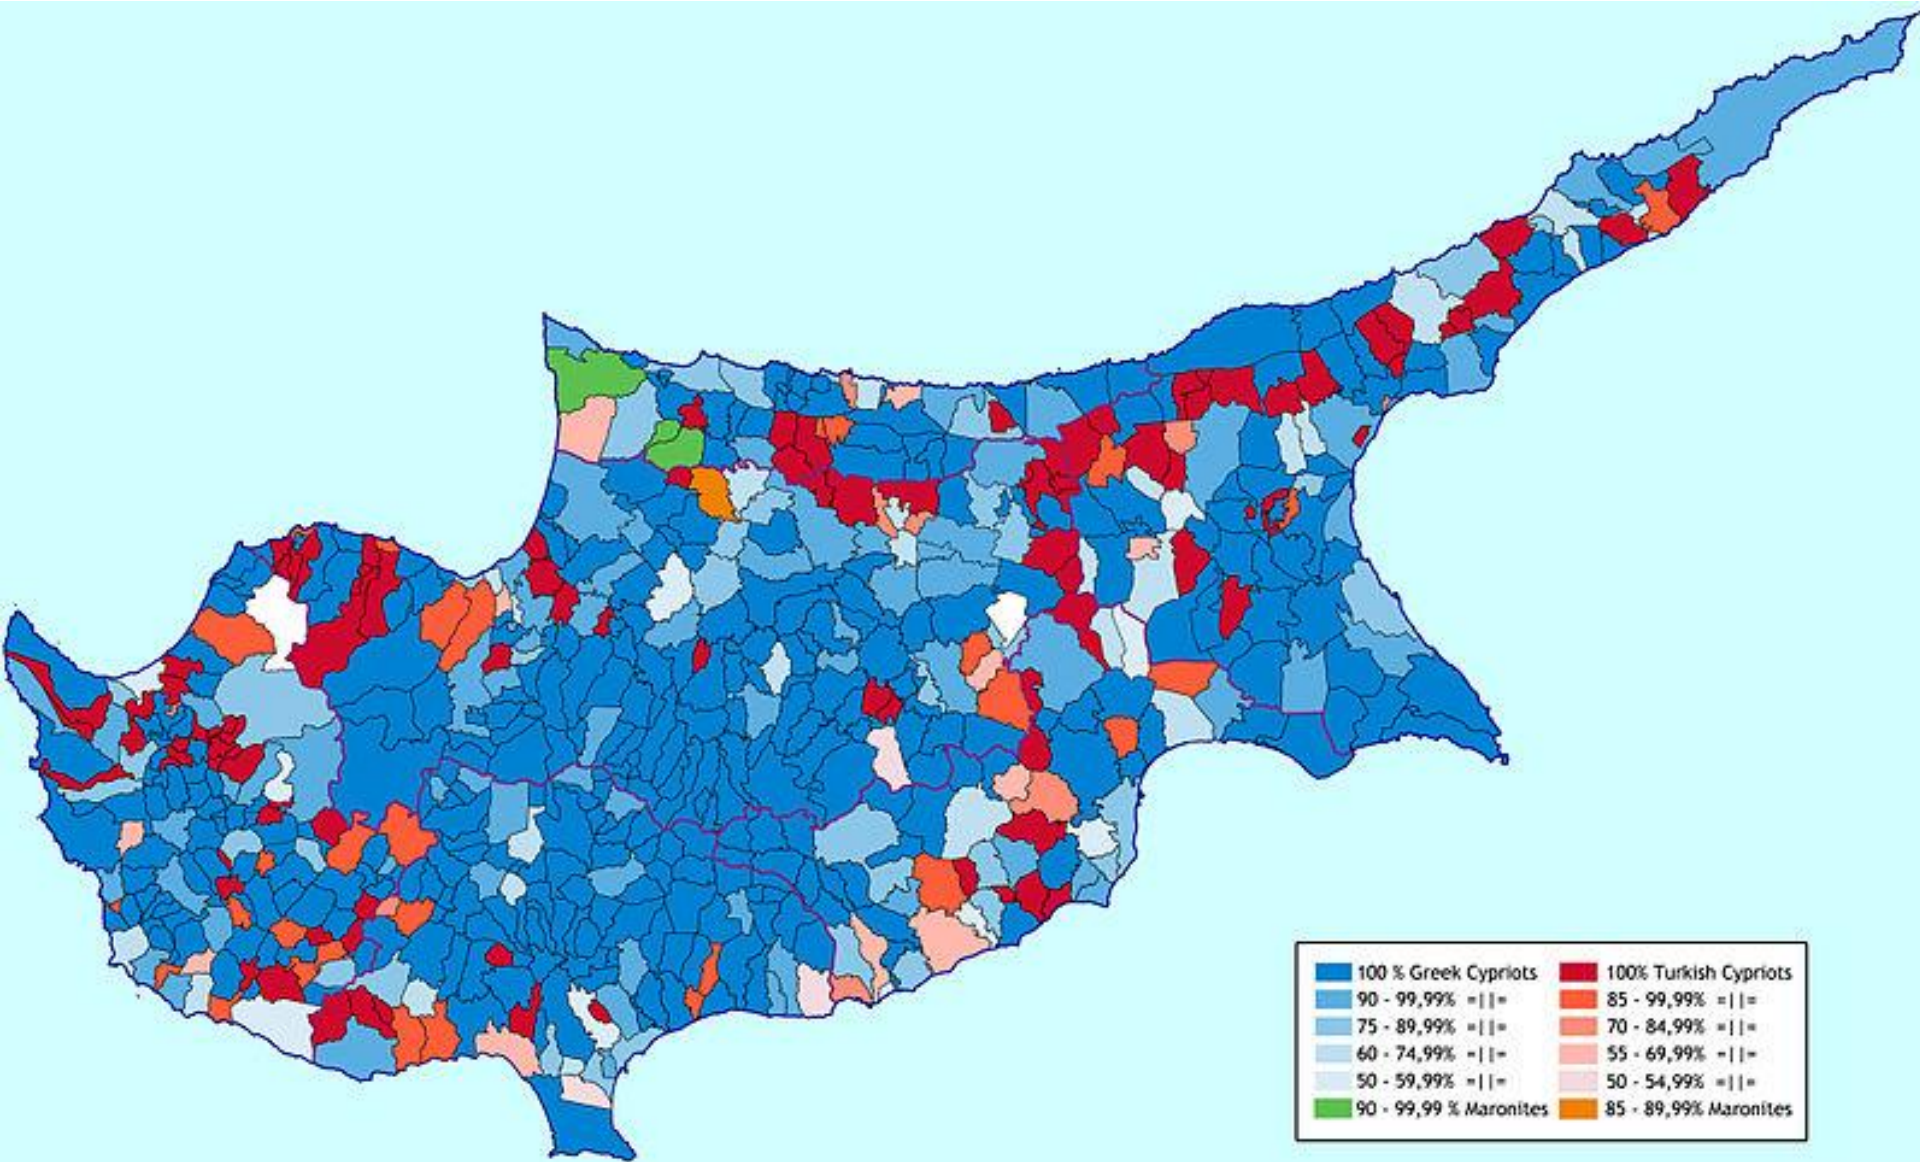 100 % Greek Cypriots
90 - 99,99% =||=
75 - 89,99% =||=
60 - 74,99% =||=
50 - 59,99% =||=
90 - 99,99 % Maronites
100% Turkish Cypriots
85 - 99,99% =||=
70 - 84,99% =||=
55 - 69,99% =||=
50 - 54,99% =||=
85 - 89,99% Maronites